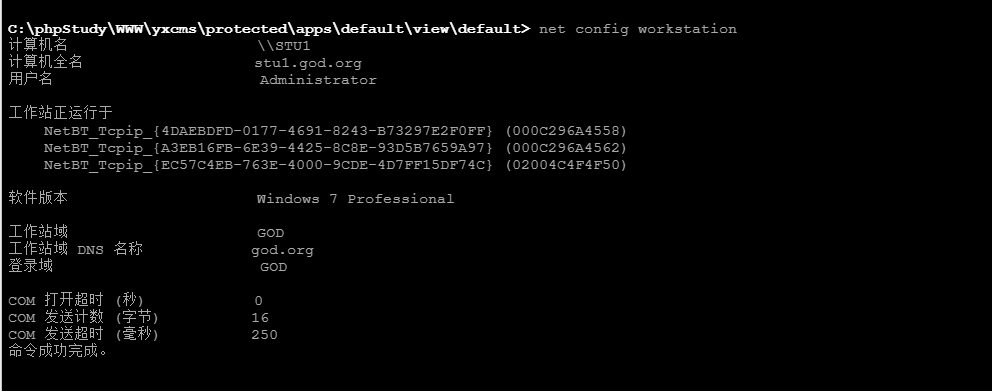 C:\phpStudy\WWW\yxcms\protected\apps\default\view\default> net config workstation
计算机名 \\STU1
计算机全名 stu1.god.org
用户名 Administrator
工作站正运行于
NetBT_Tcpip_{4DAEBDFD-0177-4691-8243-B73297E2F0FF} (000C296A4558)
NetBT_Tcpip_{A3EB16FB-6E39-4425-8C8E-93D5B7659A97} (000C296A4562)
NetBT_Tcpip_{EC57C4EB-763E-4000-9CDE-4D7FF15DF74C} (02004C4F4F50)
软件版本 Windows 7 Professional
工作站域 GOD
工作站域 DNS 名称 god.org
登录域 GOD
COM 打开超时 (秒) 0
COM 发送计数 (字节) 16
COM 发送超时 (毫秒) 250
命令成功完成。